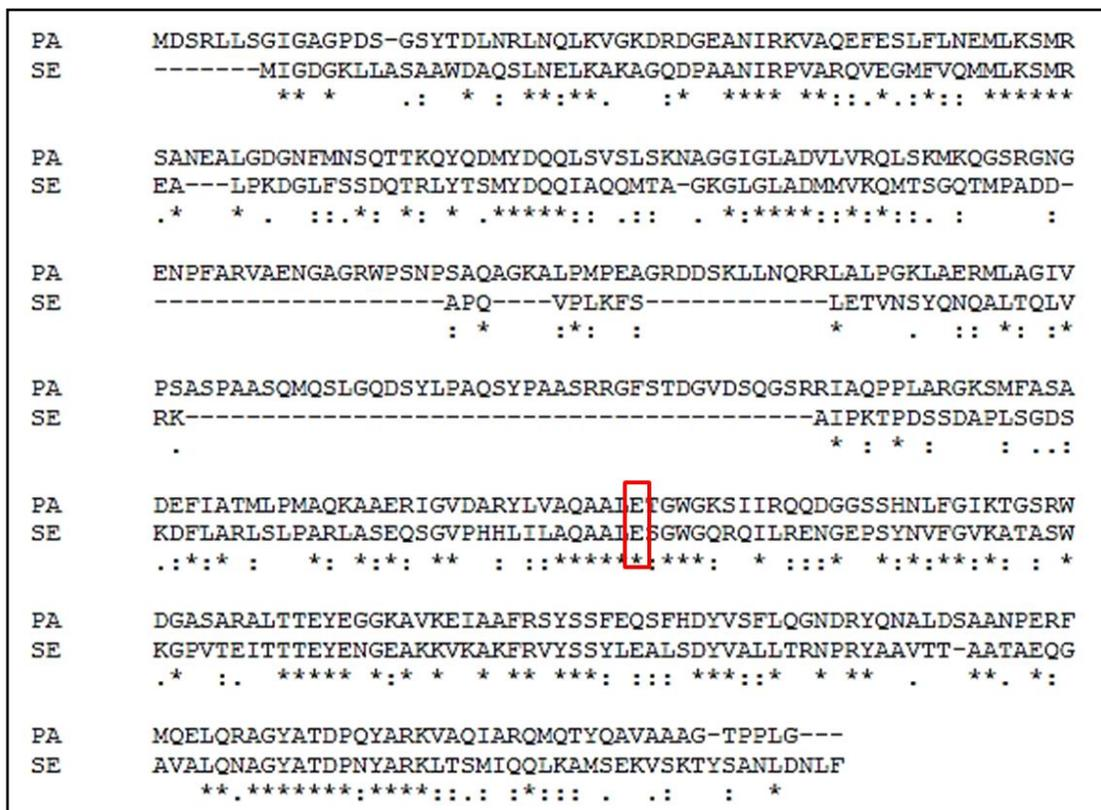 PA MDSRLLSGIGAGPDS-GSYTDLNRLNQLKVGKDRDGEANIRKVAQEFESLFLNEMLKSMR
SE -------MIGDGKLLASAAWDAQSLNELKAKAGQDPAANIRPVARQVEGMFVQMMLKSMR
** * .: * : **:**. :* **** **::.*.:*:: ******
PA SANEALGDGNFMNSQTTKQYQDMYDQQLSVSLSKNAGGIGLADVLVRQLSKMKQGSRGNG
SE EA---LPKDGLFSSDQTRLYTSMYDQQIAQQMTA-GKGLGLADMMVKQMTSGQTMPADD-
.* * . ::.*: *: * .*****:: .::  . *:****::*:*::. : :
PA ENPFARVAENGAGRWPSNPSAQAGKALPMPEAGRDDSKLLNQRRLALPGKLAERMLAGIV
SE --------------------APQ----VPLKFS------------LETVNSYQNQALTQLV
: * :*: : * . :: *: :*
PA PSASPAASQMQSLGQDSYLPAQSYPAASRRGFSTDGVDSQGSRRIAQPPLARGKSMFASA
SE RK-------------------------------------------AIPKTPDSSDAPLSGDS
. * :* : : ..:
PA DEFIATMLPMAQKAAERIGVDARYLVAQAALETGWGKSIIRQQDGGSSHNLFGIKTGSRW
SE KDFLARLSLPARLASEQSGVPHHLILAQAALESGWGQRQILRENGEPSYNVFGVKATASW
.:*:* : *: *:*: ** : ::******:***: * :::* .*:*:**:*: : *
PA DGASARALTTEYEGGKAVKEIAAFRSYSSFEQSFHDYVSFLQGNDRYQNALDSAANPERF
SE KGPVTEITTTEYENGEAKKVKAKFRVYSSYLEALSDYVALLTRNPRYAAVTT-AATAEQG
.* :. *****.*:* * * ** ***: ::: ***::* * ** . **. *:
PA MQELQRAGYATDPQYARKVAQIARQMQTYQAVAAAG-TPPLG---
SE AVALQNAGYATDPNYARKLTSMIQQLKAMSEKVSKTYSANLDNLF
**.*******:****::.: :*::: . .: : *